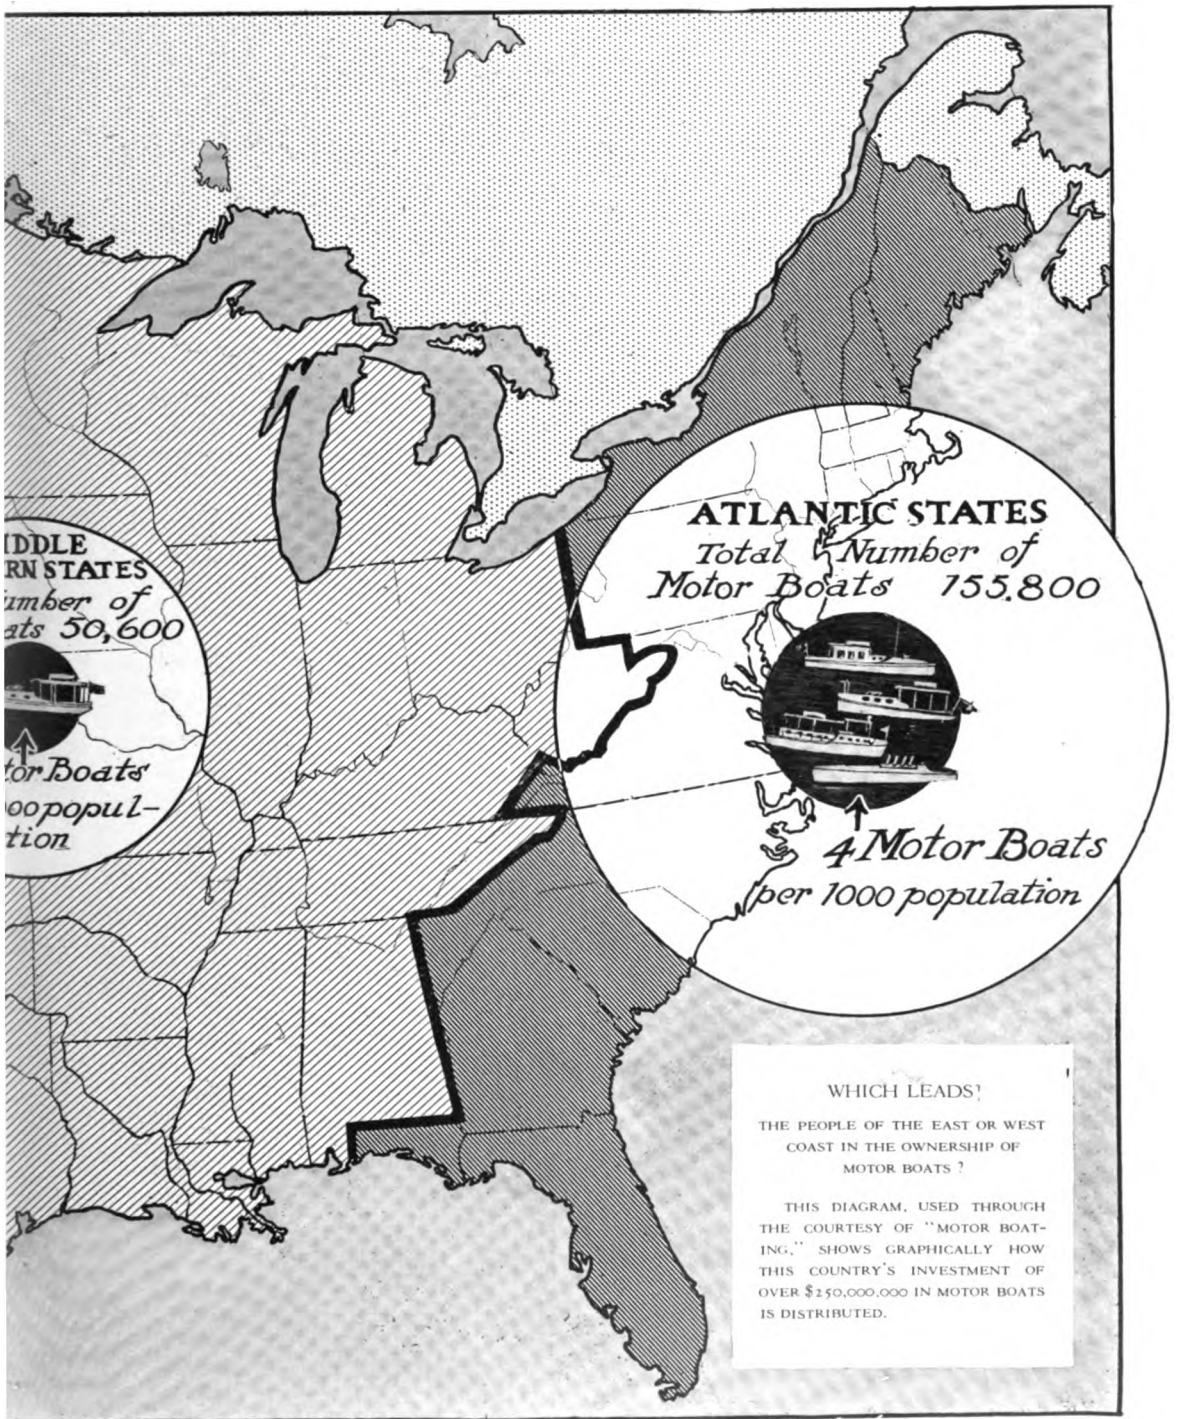 IDDLE
RN STATES
umber of
ats 50,600
tor Boats
000 popul-
tion
ATLANTIC STATES
Total Number of
Motor Boats 155.800
4 Motor Boats
per 1000 population
WHICH LEADS?
THE PEOPLE OF THE EAST OR WEST
COAST IN THE OWNERSHIP OF
MOTOR BOATS ?
THIS DIAGRAM, USED THROUGH
THE COURTESY OF "MOTOR BOAT-
ING," SHOWS GRAPHICALLY HOW
THIS COUNTRY'S INVESTMENT OF
OVER $250,000,000 IN MOTOR BOATS
IS DISTRIBUTED.